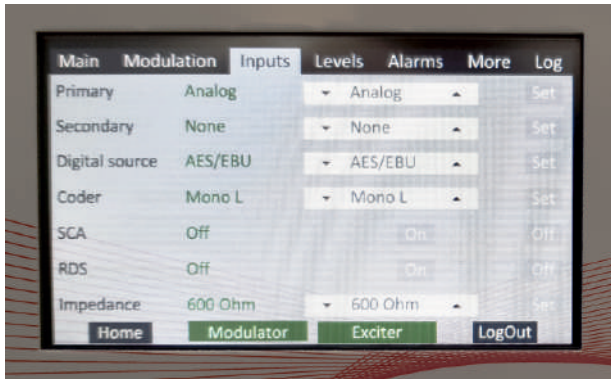 Main Modulation Inputs Levels Alarms More Log
Primary Analog Analog Set
Secondary None None Set
Digital source AES/EBU AES/EBU Set
Coder Mono L Mono L Set
SCA Off On Off
RDS Off On Off
Impedance 600 Ohm 600 Ohm Set
Home Modulator Exciter LogOut